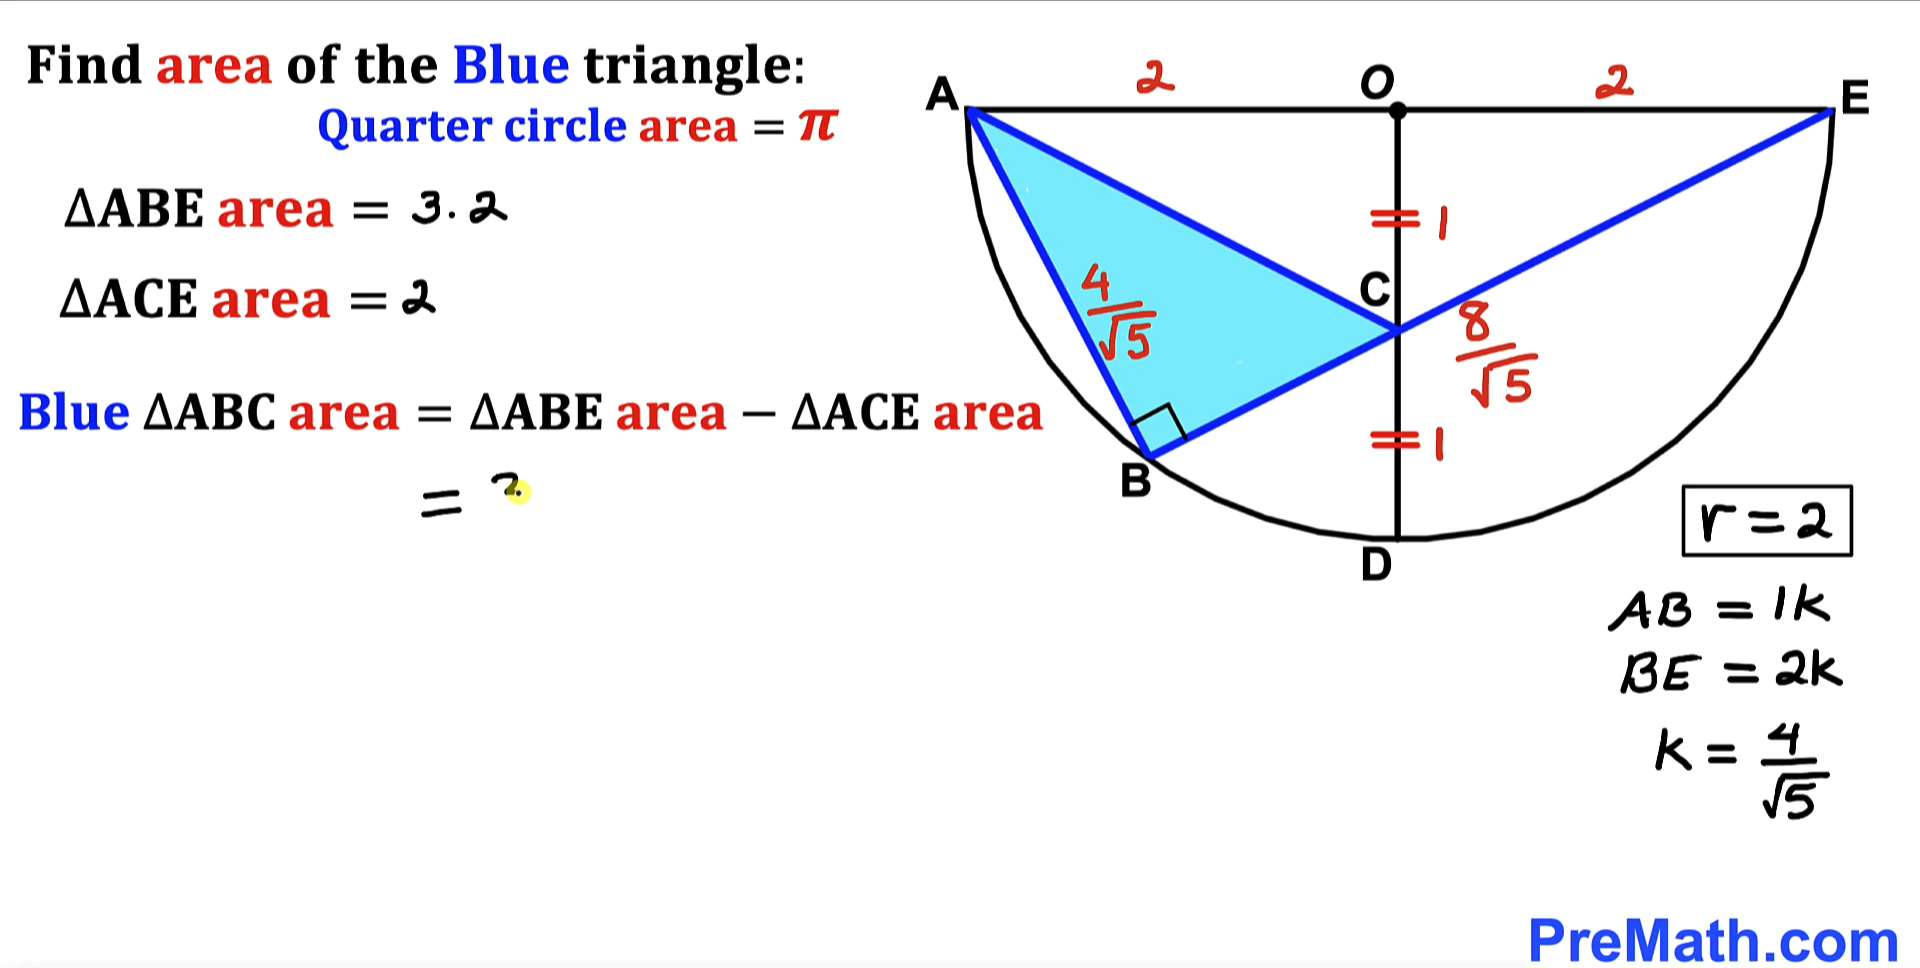 Find area of the Blue triangle:
Quarter circle area = π
ΔABE area = 3.2
ΔACE area = 2
Blue ΔABC area = ΔABE area − ΔACE area
=
A
2
O
2
E
1
C
4/√5
8/√5
1
B
D
r = 2
AB = 1k
BE = 2k
k = 4/√5
PreMath.com